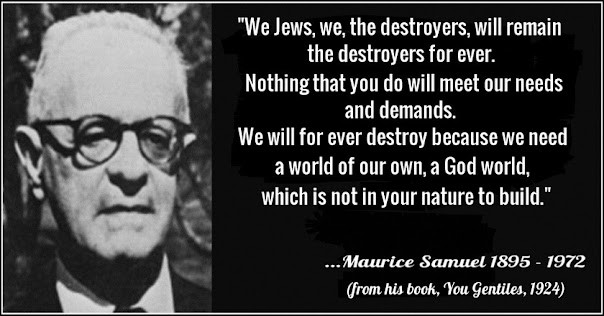 "We Jews, we, the destroyers, will remain
the destroyers for ever.
Nothing that you do will meet our needs
and demands.
We will for ever destroy because we need
a world of our own, a God world,
which is not in your nature to build."
...Maurice Samuel 1895 - 1972
(from his book, You Gentiles, 1924)